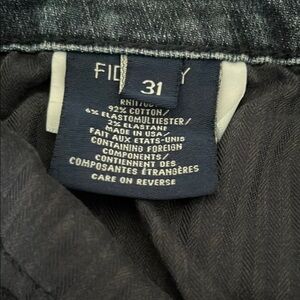 FID Y
31
92% COTTON/
6% ELASTOMULTIESTER/
2% ELASTANE
MADE IN USA/
FAIT AUX ETATS-UNIS
CONTAINING FOREIGN
COMPONENTS/
CONTIENNENT DES
COMPOSANTES ÉTRANGÈRES
CARE ON REVERSE